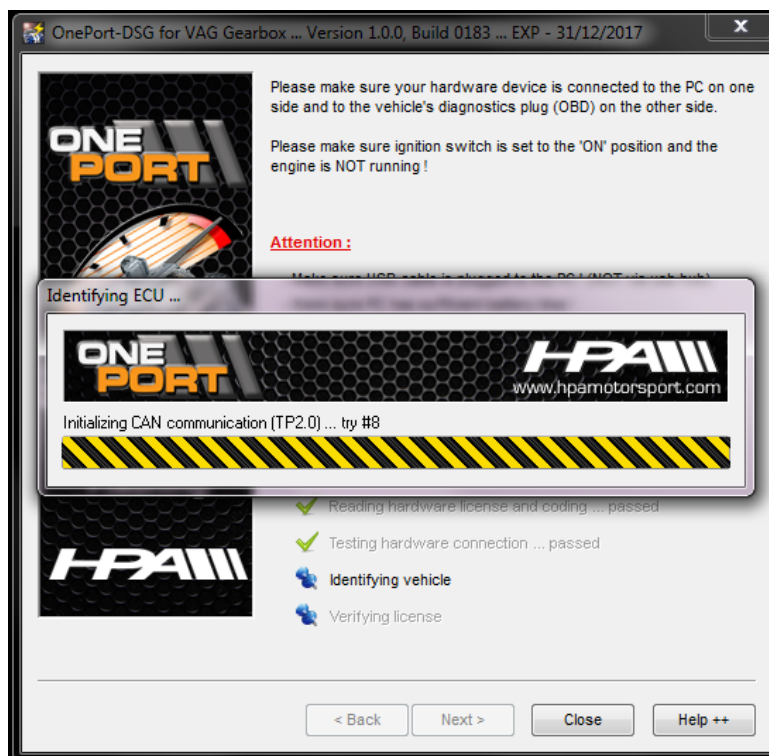 OnePort-DSG for VAG Gearbox ... Version 1.0.0, Build 0183 ... EXP - 31/12/2017
X
Please make sure your hardware device is connected to the PC on one
side and to the vehicle's diagnostics plug (OBD) on the other side.
Please make sure ignition switch is set to the 'ON' position and the
engine is NOT running !
ONE
PORT
Attention :
Identifying ECU ...
ONE
PORT
HPA
www.hpamotorsport.com
Initializing CAN communication (TP2.0) ... try #8
Reading hardware license and coding ... passed
Testing hardware connection ... passed
HPA
Identifying vehicle
Verifying license
< Back
Next >
Close
Help ++